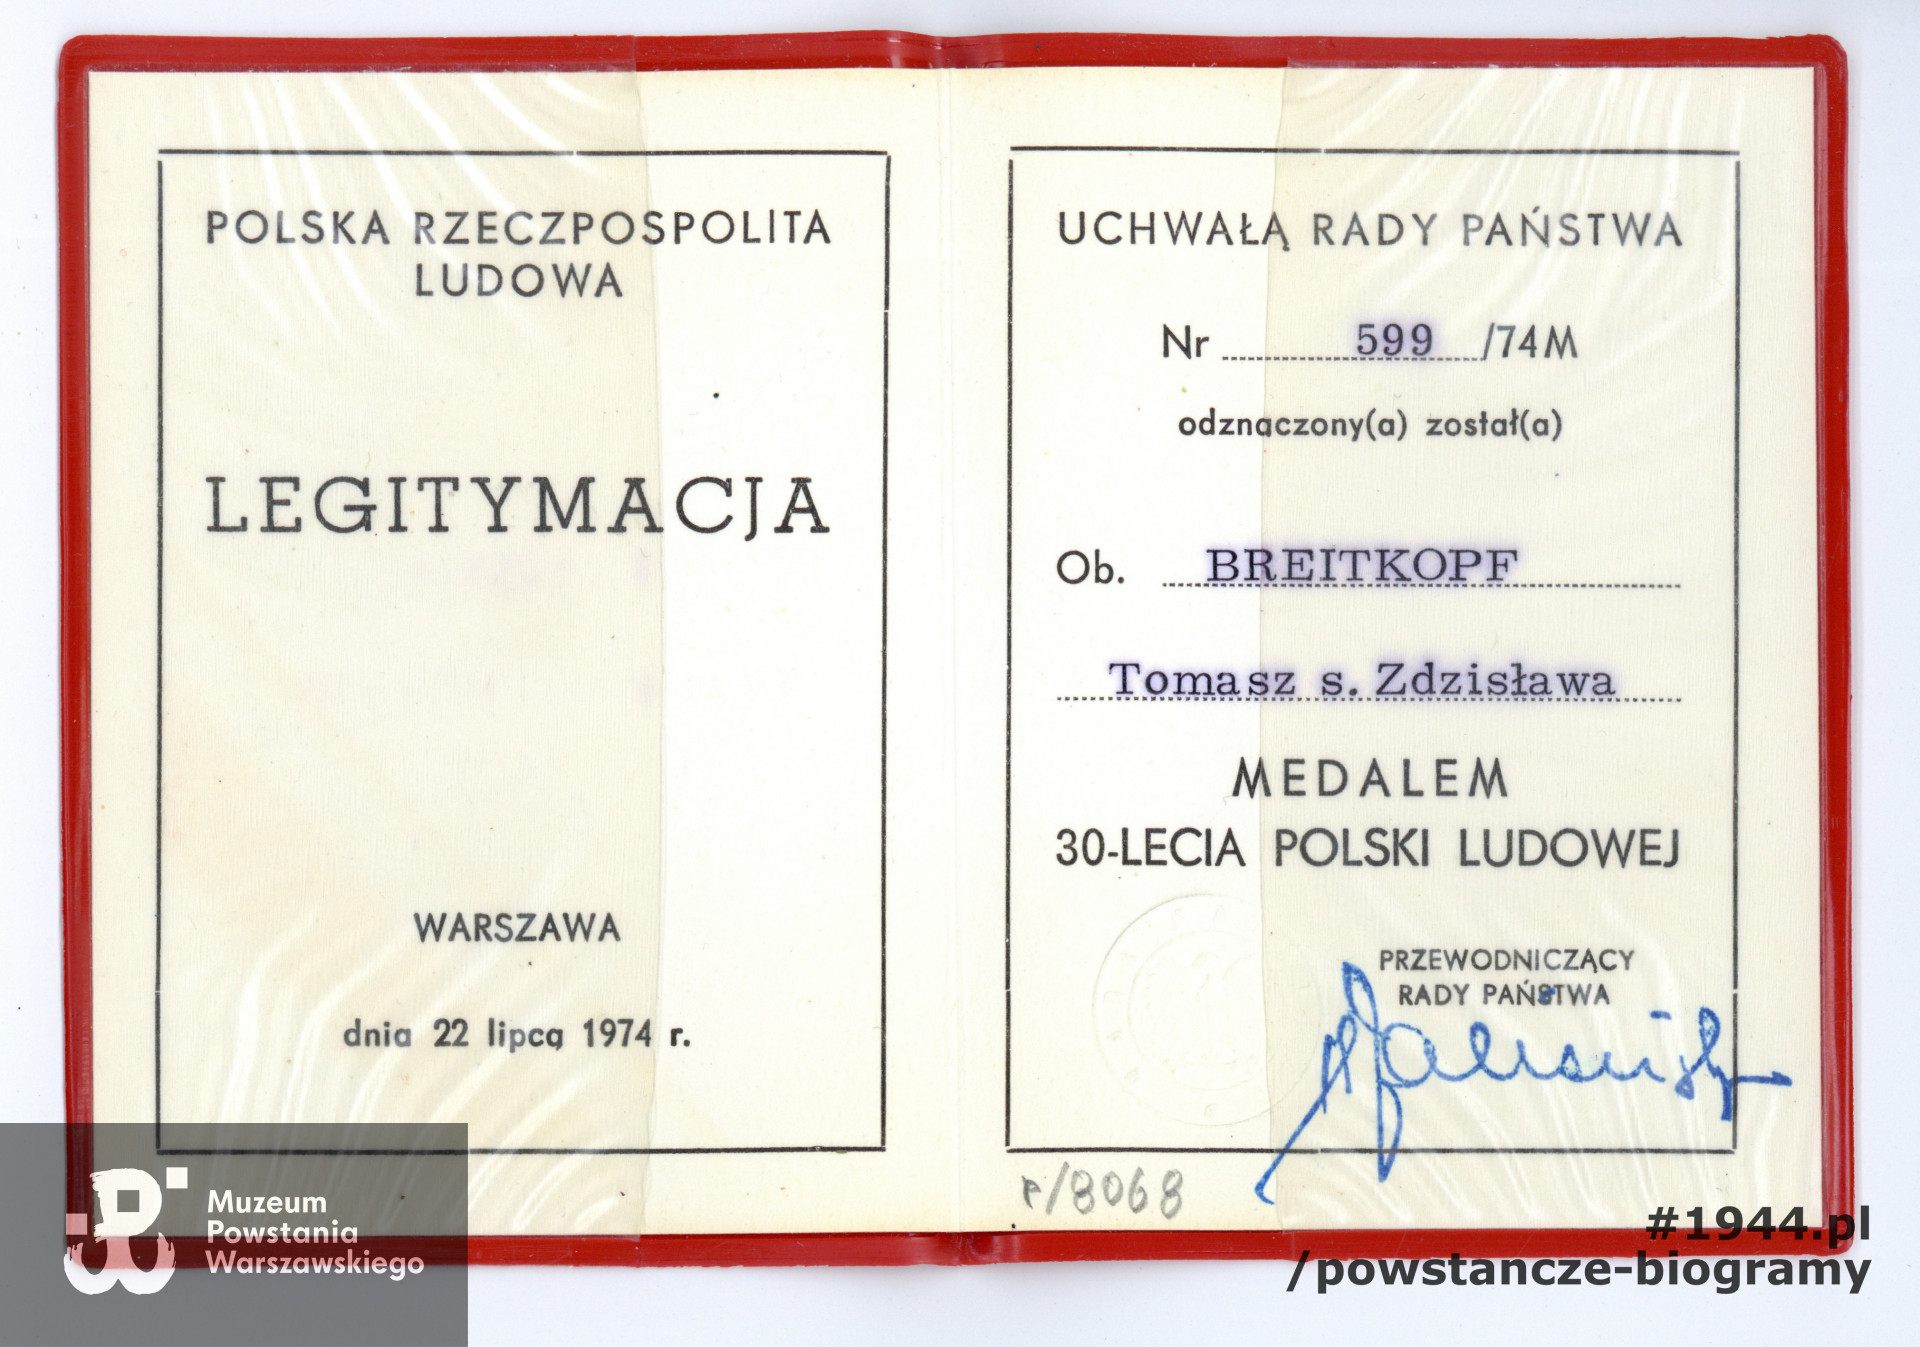 POLSKA RZECZPOSPOLITA
LUDOWA
LEGITYMACJA
WARSZAWA
dnia 22 lipca 1974 r.
UCHWAŁĄ RADY PAŃSTWA
Nr 599 /74M
odznaczony(a) został(a)
Ob. BREITKOPF
Tomasz s. Zdzisława
MEDALEM
30-LECIA POLSKI LUDOWEJ
PRZEWODNICZĄCY
RADY PAŃSTWA
P/8068
Muzeum
Powstania
Warszawskiego
#1944.pl
/powstancze-biogramy